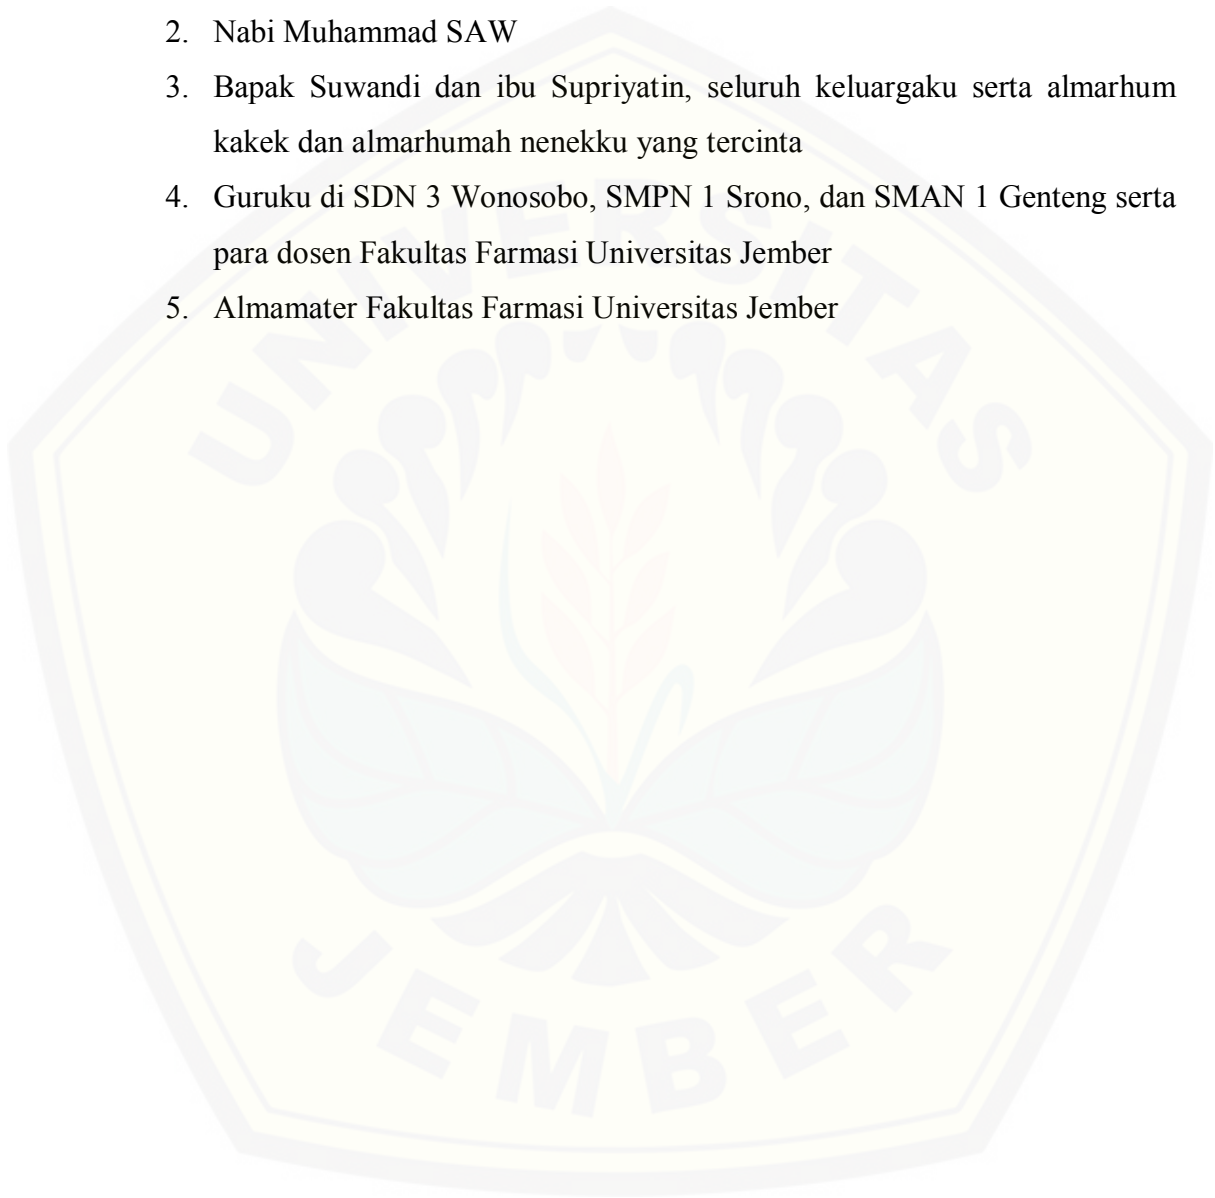 2. Nabi Muhammad SAW
3. Bapak Suwandi dan ibu Supriyatin, seluruh keluargaku serta almarhum
kakek dan almarhumah nenekku yang tercinta
4. Guruku di SDN 3 Wonosobo, SMPN 1 Srono, dan SMAN 1 Genteng serta
para dosen Fakultas Farmasi Universitas Jember
5. Almamater Fakultas Farmasi Universitas Jember
UNIVERSITAS
JEMBER